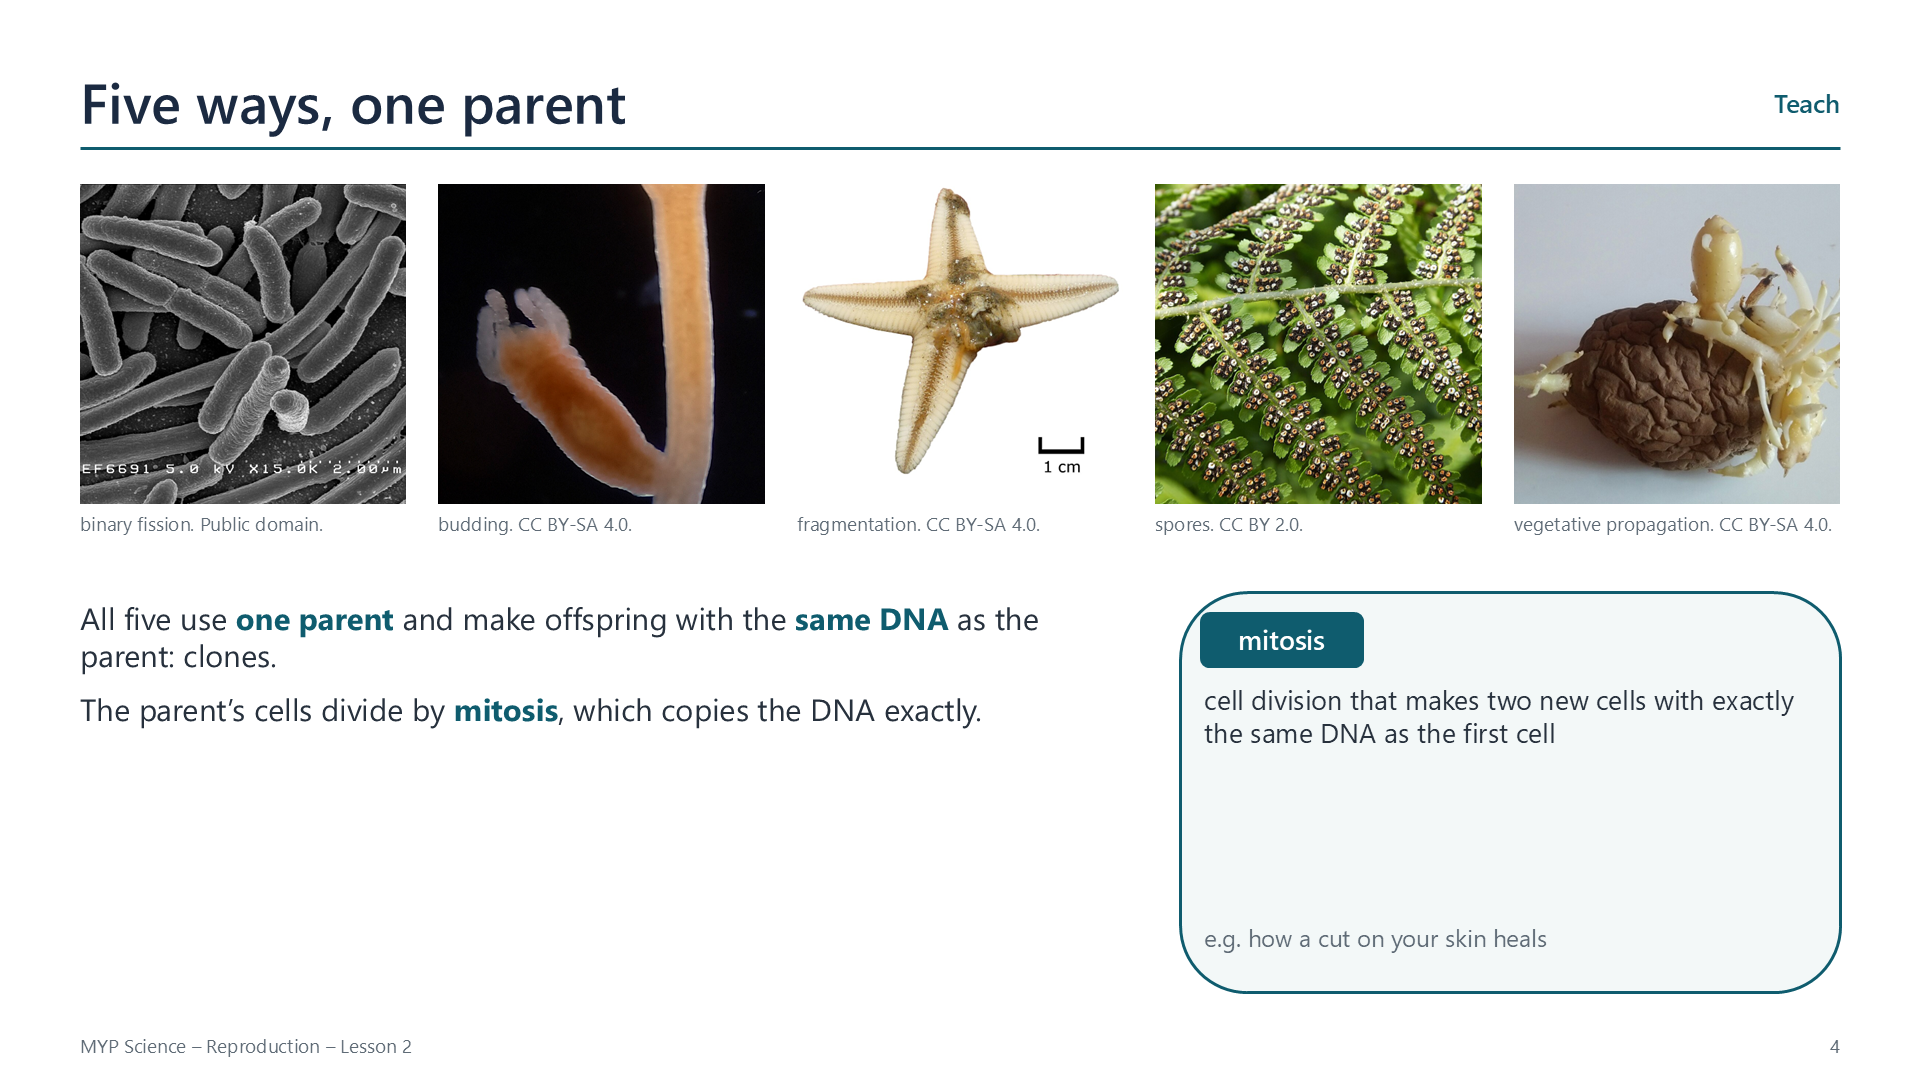 Five ways, one parent
Teach
EF6691 5.0 kV X15.0K 2.00µm
1 cm
binary fission. Public domain.
budding. CC BY-SA 4.0.
fragmentation. CC BY-SA 4.0.
spores. CC BY 2.0.
vegetative propagation. CC BY-SA 4.0.
All five use one parent and make offspring with the same DNA as the
parent: clones.
The parent’s cells divide by mitosis, which copies the DNA exactly.
mitosis
cell division that makes two new cells with exactly
the same DNA as the first cell
e.g. how a cut on your skin heals
MYP Science – Reproduction – Lesson 2
4